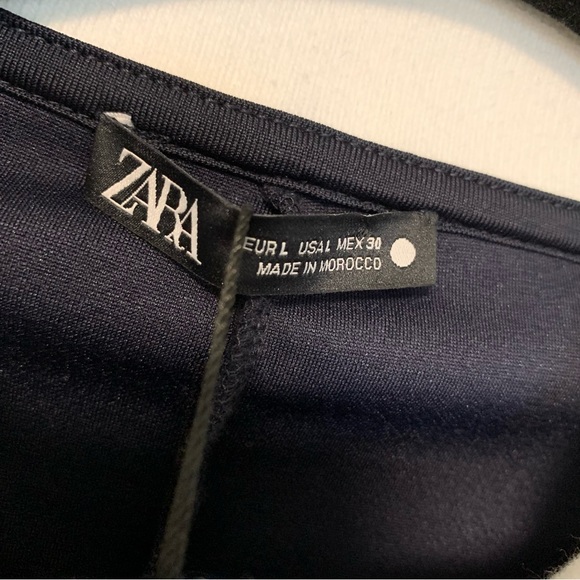 ZARA
EUR L USA L MEX 30
MADE IN MOROCCO